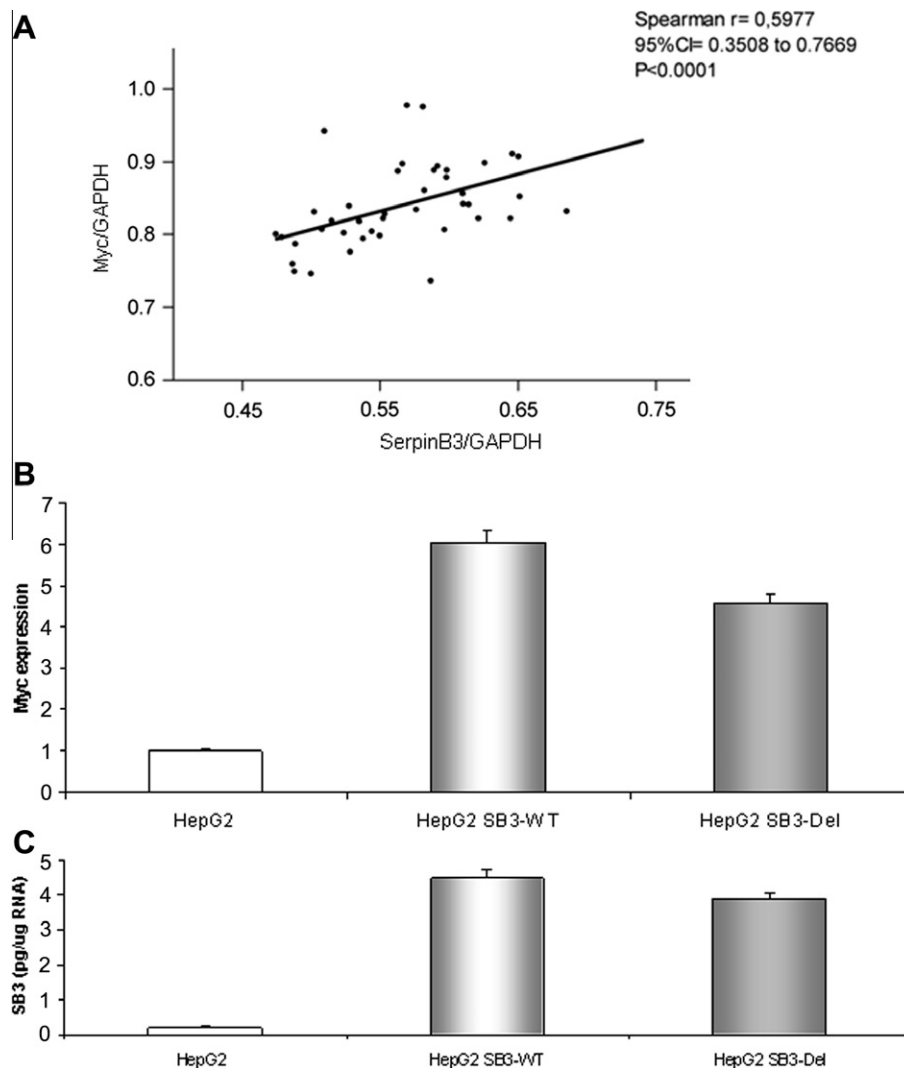 A
Spearman r= 0,5977
95%CI= 0.3508 to 0.7669
P<0.0001
1.0
0.9
0.8
0.7
0.6
Myc/GAPDH
0.45 0.55 0.65 0.75
SerpinB3/GAPDH
B
7
6
5
4
3
2
1
0
Myc expression
HepG2 HepG2 SB3-WT HepG2 SB3-Del
C
5
4
3
2
1
0
SB3 (pg/ug RNA)
HepG2 HepG2 SB3-WT HepG2 SB3-Del